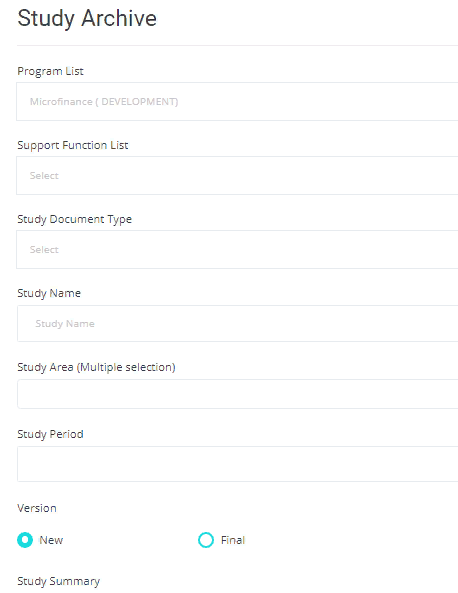 Study Archive
Program List
Microfinance ( DEVELOPMENT)
Support Function List
Select
Study Document Type
Select
Study Name
Study Name
Study Area (Multiple selection)
Study Period
Version
New Final
Study Summary